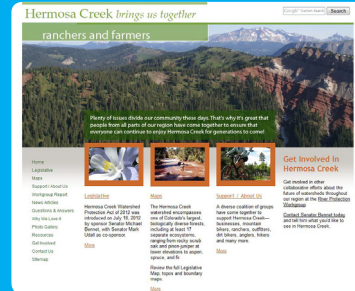 Hermosa Creek brings us together
Google
Search
ranchers and farmers
Plenty of issues divide our community these days. That's why it's great that
people from all parts of our region have come together to ensure that
everyone can continue to enjoy Hermosa Creek for generations to come!
Home
Legislative
Maps
Support / About Us
Workgroup Report
News Articles
Questions & Answers
Why We Love It
Photo Gallery
Resources
Get Involved
Contact Us
Sitemap
Legislative
Hermosa Creek Watershed
Protection Act of 2012 was
introduced on July 19, 2012
by sponsor Senator Michael
Bennet, with Senator Mark
Udall as co-sponsor.
More
Maps
The Hermosa Creek
watershed encompasses
one of Colorado's largest,
biologically diverse forests,
including at least 17
separate ecosystems,
ranging from rocky scrub
oak and pinon-juniper at
lower elevations to aspen,
spruce, and fir.
Review the full Legislative
Map, topos and boundary
maps.
More
Support / About Us
A diverse coalition of groups
have come together to
support Hermosa Creek—
businesses, mountain
bikers, ranchers, outfitters,
dirt bikers, anglers, hikers
and many more.
More
Get Involved In
Hermosa Creek
Get involved in other
collaborative efforts about the
future of watersheds throughout
our region at the River Protection
Workgroup
Contact Senator Bennet today
and tell him what you'd like to
see in Hermosa Creek.